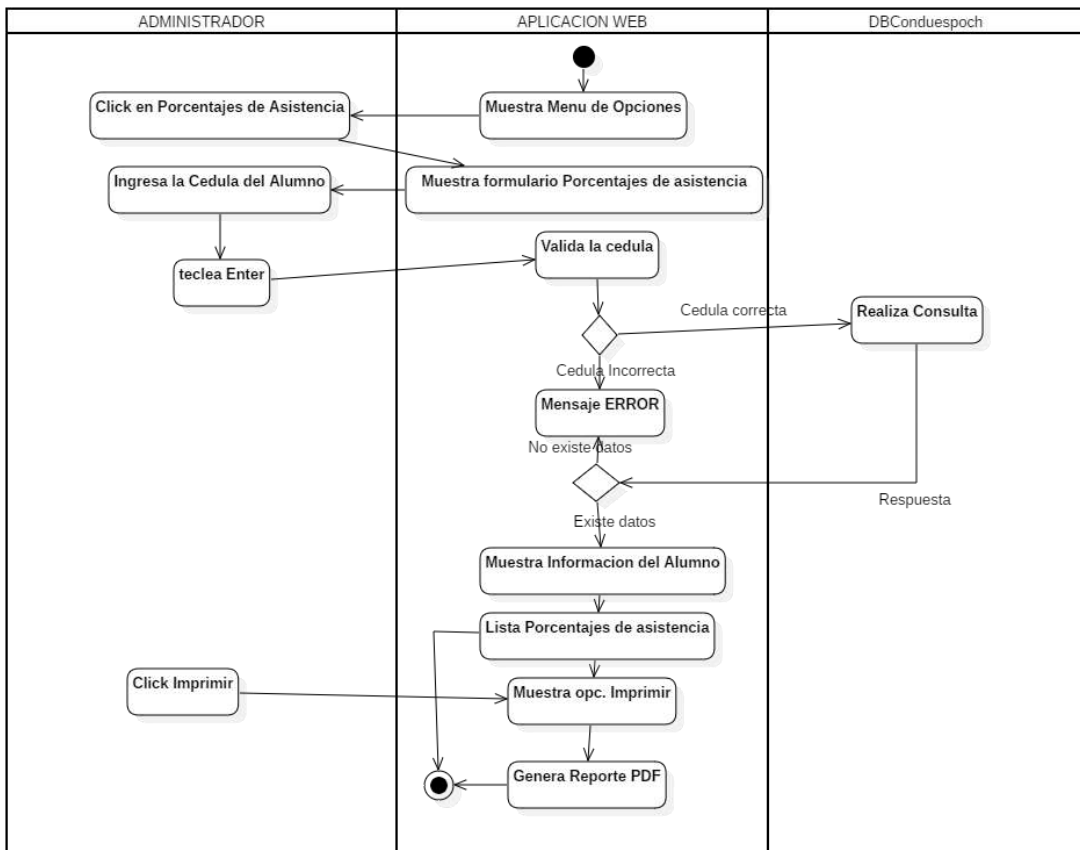 ADMINISTRADOR
APLICACION WEB
DBConduespoch
Click en Porcentajes de Asistencia
Muestra Menu de Opciones
Ingresa la Cedula del Alumno
Muestra formulario Porcentajes de asistencia
teclea Enter
Valida la cedula
Cedula correcta
Realiza Consulta
Cedula Incorrecta
Mensaje ERROR
No existe datos
Respuesta
Existe datos
Muestra Informacion del Alumno
Lista Porcentajes de asistencia
Click Imprimir
Muestra opc. Imprimir
Genera Reporte PDF